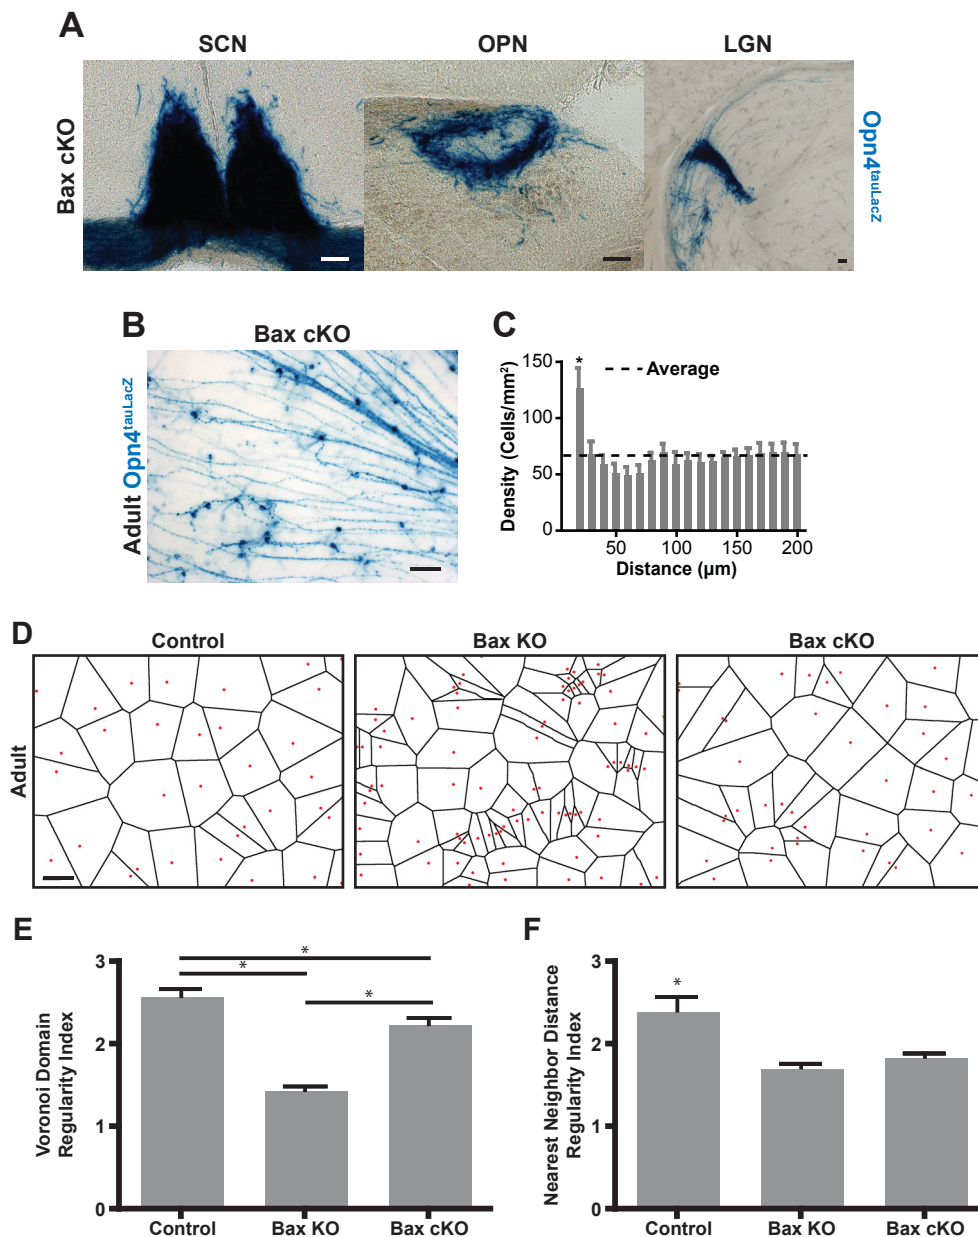 A
SCN
OPN
LGN
Bax cKO
Opn4tauLacZ
B
Bax cKO
Adult Opn4tauLacZ
C
Density (Cells/mm²)
150
100
50
0
*
Average
50
100
150
200
Distance (µm)
D
Control
Bax KO
Bax cKO
Adult
E
Voronoi Domain
Regularity Index
3
2
1
0
*
*
*
Control
Bax KO
Bax cKO
F
Nearest Neighbor Distance
Regularity Index
3
2
1
0
*
Control
Bax KO
Bax cKO